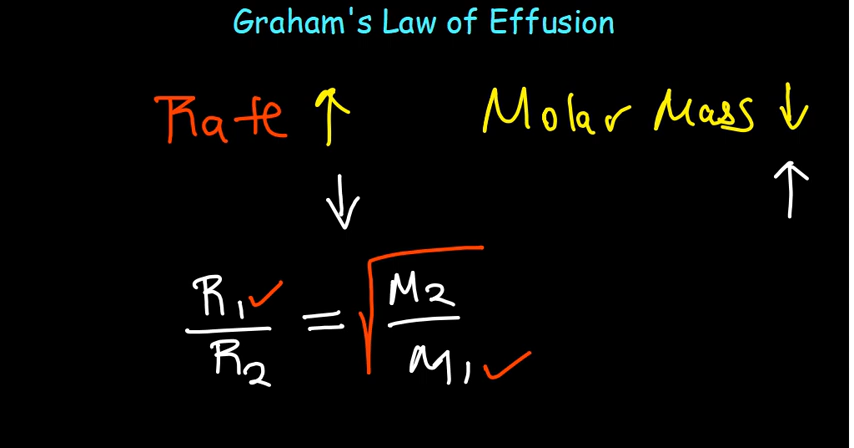 Graham's Law of Effusion
Rate ↑ Molar Mass ↓
↓ ↑
R₁ ✓ / R₂ = √(M₂ / M₁ ✓)